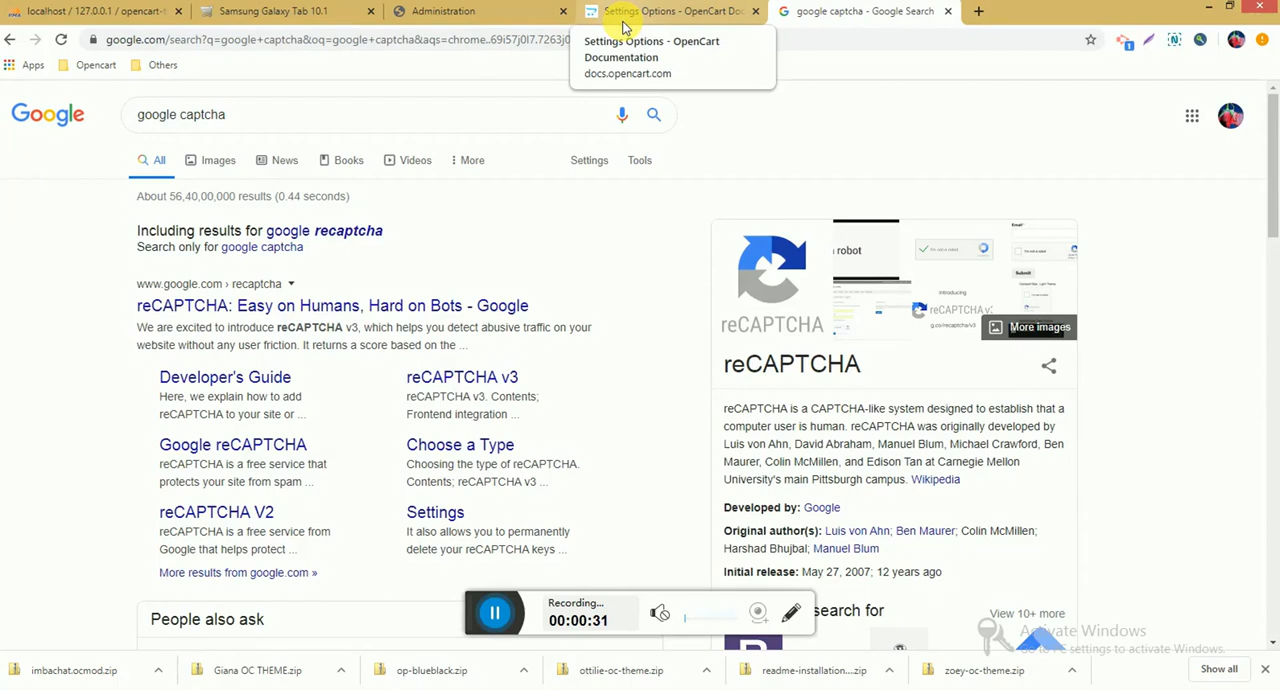 localhost / 127.0.0.1 / opencart-t
Samsung Galaxy Tab 10.1
Administration
Settings Options - OpenCart Doc
google captcha - Google Search
google.com/search?q=google+captcha&oq=google+captcha&aqs=chrome..69i57j0l7.7263j0
Settings Options - OpenCart
Documentation
docs.opencart.com
Apps
Opencart
Others
Google
google captcha
All
Images
News
Books
Videos
More
Settings
Tools
About 56,40,00,000 results (0.44 seconds)
Including results for google recaptcha
Search only for google captcha
www.google.com › recaptcha
reCAPTCHA: Easy on Humans, Hard on Bots - Google
We are excited to introduce reCAPTCHA v3, which helps you detect abusive traffic on your
website without any user friction. It returns a score based on the ...
Developer's Guide
Here, we explain how to add
reCAPTCHA to your site or ...
reCAPTCHA v3
reCAPTCHA v3. Contents;
Frontend integration ...
Google reCAPTCHA
reCAPTCHA is a free service that
protects your site from spam ...
Choose a Type
Choosing the type of reCAPTCHA.
Contents; reCAPTCHA v3 ...
reCAPTCHA V2
reCAPTCHA is a free service from
Google that helps protect ...
Settings
It also allows you to permanently
delete your reCAPTCHA keys ...
More results from google.com »
People also ask
reCAPTCHA
robot
Email*
Submit
Introducing
reCAPTCHA v3
g.co/recaptcha/v3
More images
reCAPTCHA
reCAPTCHA is a CAPTCHA-like system designed to establish that a
computer user is human. reCAPTCHA was originally developed by
Luis von Ahn, David Abraham, Manuel Blum, Michael Crawford, Ben
Maurer, Colin McMillen, and Edison Tan at Carnegie Mellon
University's main Pittsburgh campus. Wikipedia
Developed by: Google
Original author(s): Luis von Ahn; Ben Maurer; Colin McMillen;
Harshad Bhujbal; Manuel Blum
Initial release: May 27, 2007; 12 years ago
search for
View 10+ more
Recording...
00:00:31
Activate Windows
Go to PC settings to activate Windows.
imbachat.ocmod.zip
Giana OC THEME.zip
op-blueblack.zip
ottilie-oc-theme.zip
readme-installation....zip
zoey-oc-theme.zip
Show all